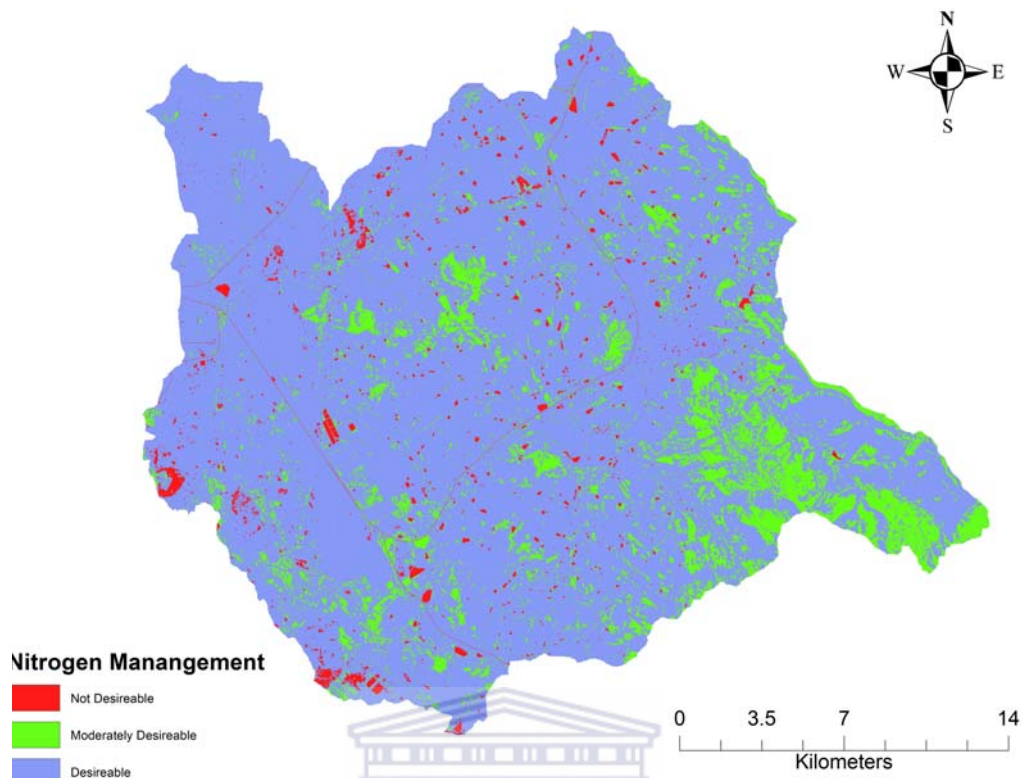 N
W E
S
Nitrogen Manangement
Not Desireable
Moderately Desireable
Desireable
0 3.5 7 14
Kilometers